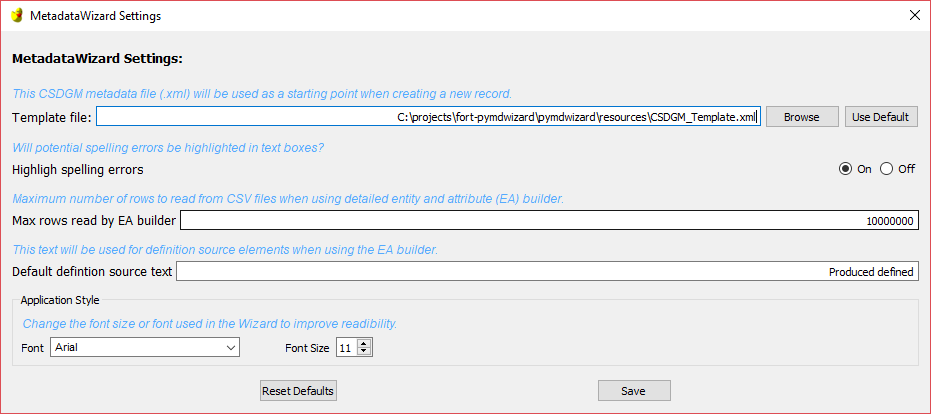 MetadataWizard Settings
MetadataWizard Settings:
This CSDGM metadata file (.xml) will be used as a starting point when creating a new record.
Template file: C:\projects\fort-pymdwizard\pymdwizard\resources\CSDGM_Template.xml Browse Use Default
Will potential spelling errors be highlighted in text boxes?
Highligh spelling errors On Off
Maximum number of rows to read from CSV files when using detailed entity and attribute (EA) builder.
Max rows read by EA builder 10000000
This text will be used for definition source elements when using the EA builder.
Default defintion source text Produced defined
Application Style
Change the font size or font used in the Wizard to improve readibility.
Font Arial Font Size 11
Reset Defaults Save